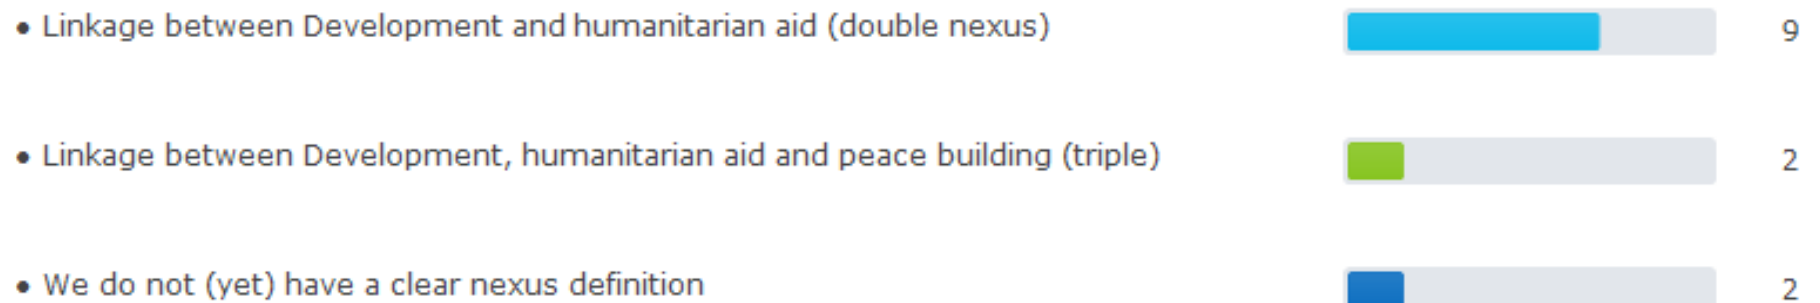 • Linkage between Development and humanitarian aid (double nexus) 9
• Linkage between Development, humanitarian aid and peace building (triple) 2
• We do not (yet) have a clear nexus definition 2